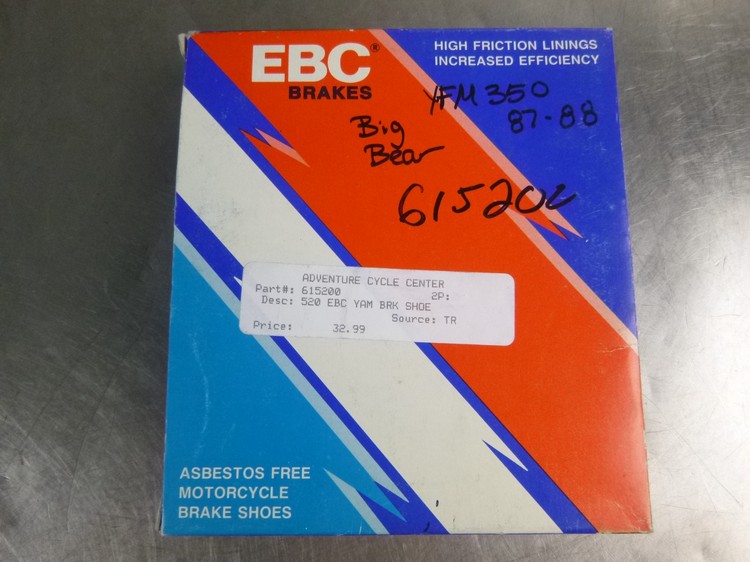 EBC®
BRAKES
HIGH FRICTION LININGS
INCREASED EFFICIENCY
YFM 350
87-88
Big
Bear
615200
ADVENTURE CYCLE CENTER
Part#: 615200 2P:
Desc: 520 EBC YAM BRK SHOE
Source: TR
Price: 32.99
ASBESTOS FREE
MOTORCYCLE
BRAKE SHOES